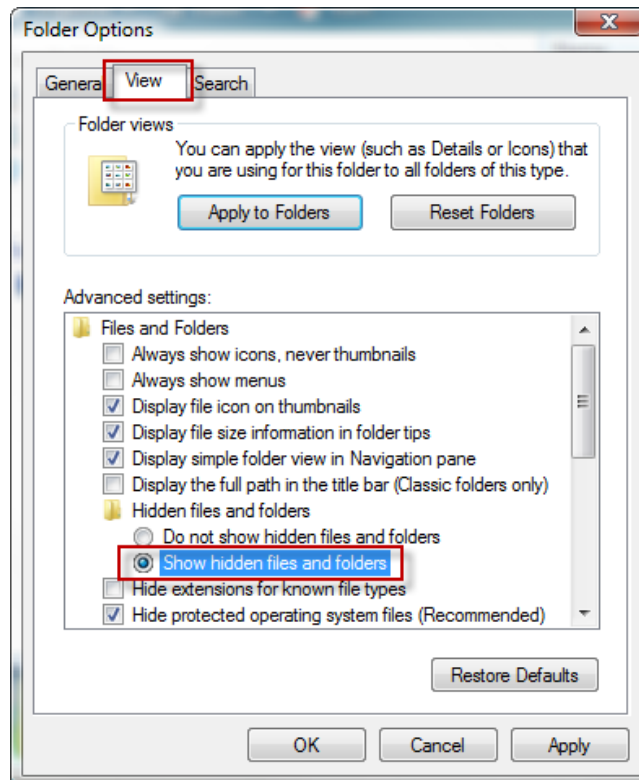 Folder Options
General
View
Search
Folder views
You can apply the view (such as Details or Icons) that
you are using for this folder to all folders of this type.
Apply to Folders
Reset Folders
Advanced settings:
Files and Folders
Always show icons, never thumbnails
Always show menus
Display file icon on thumbnails
Display file size information in folder tips
Display simple folder view in Navigation pane
Display the full path in the title bar (Classic folders only)
Hidden files and folders
Do not show hidden files and folders
Show hidden files and folders
Hide extensions for known file types
Hide protected operating system files (Recommended)
Restore Defaults
OK
Cancel
Apply